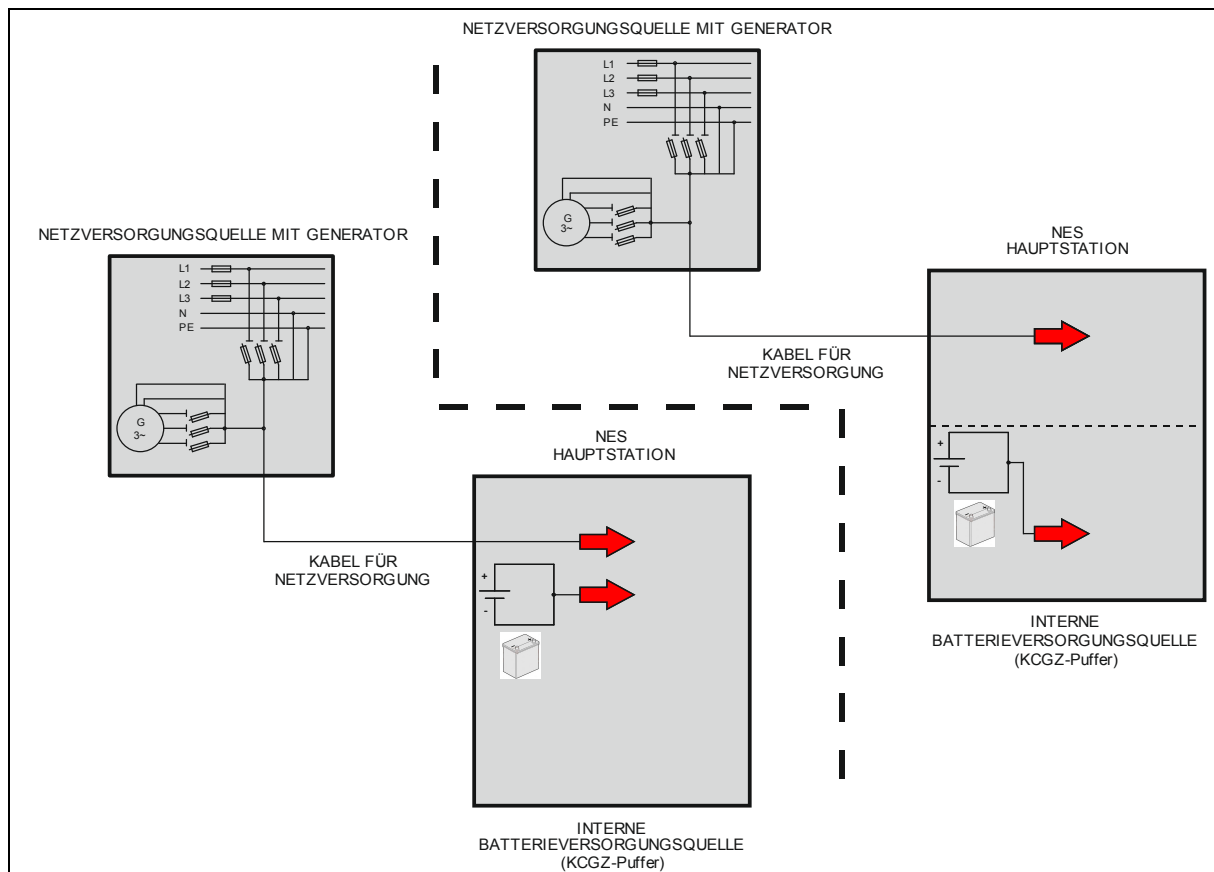 NETZVERSORGUNGSQUELLE MIT GENERATOR
L1
L2
L3
N
PE
G
3~
NES
HAUPTSTATION
KABEL FÜR
NETZVERSORGUNG
+
-
INTERNE
BATTERIEVERSORGUNGSQUELLE
(KCGZ-Puffer)
NETZVERSORGUNGSQUELLE MIT GENERATOR
L1
L2
L3
N
PE
G
3~
NES
HAUPTSTATION
KABEL FÜR
NETZVERSORGUNG
+
-
INTERNE
BATTERIEVERSORGUNGSQUELLE
(KCGZ-Puffer)